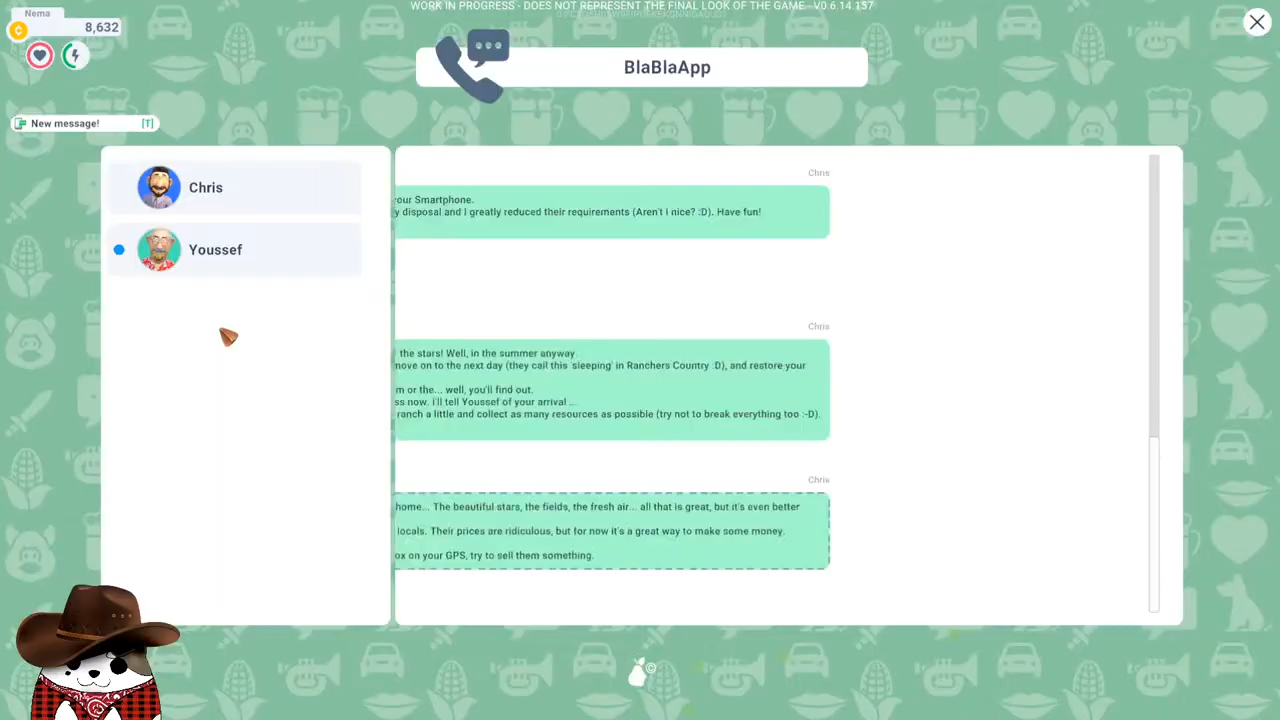 WORK IN PROGRESS - DOES NOT REPRESENT THE FINAL LOOK OF THE GAME - V0.6.14.137
Nema
8,632
BlaBlaApp
New message! [T]
Chris
Youssef
Chris
our Smartphone.
y disposal and I greatly reduced their requirements (Aren't I nice? :D). Have fun!
Chris
the stars! Well, in the summer anyway
move on to the next day (they call this 'sleeping' in Ranchers Country :D), and restore your
m or the... well, you'll find out.
ss now. i'll tell Youssef of your arrival ...
ranch a little and collect as many resources as possible (try not to break everything too :-D).
Chris
home... The beautiful stars, the fields, the fresh air... all that is great, but it's even better
locals. Their prices are ridiculous, but for now it's a great way to make some money.
ox on your GPS, try to sell them something.
©